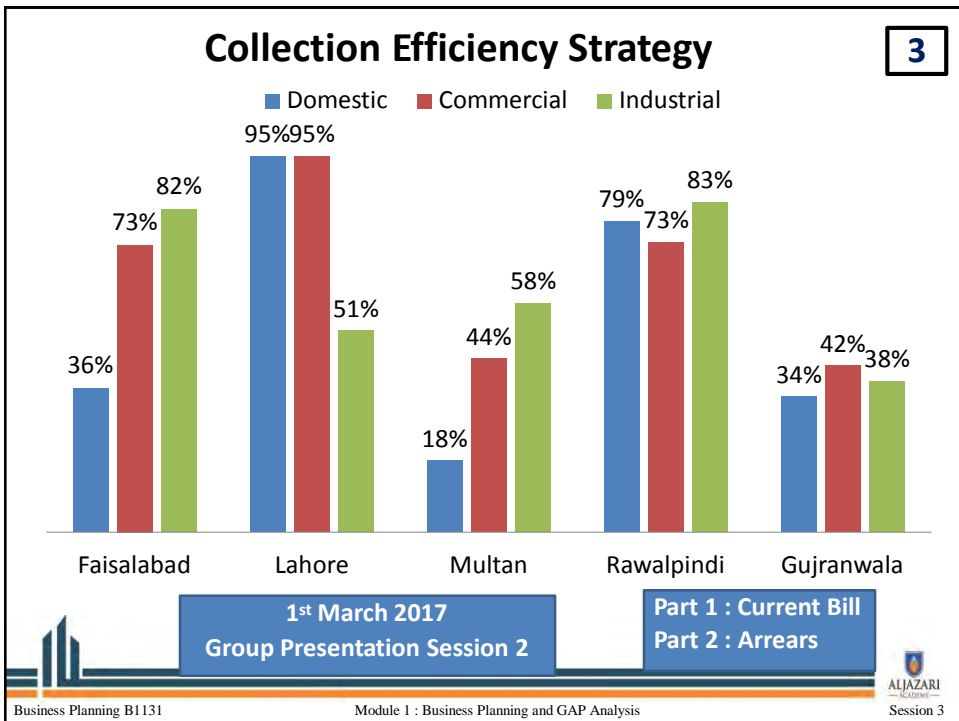 Collection Efficiency Strategy
3
Domestic Commercial Industrial
36%
73%
82%
95%
95%
51%
18%
44%
58%
79%
73%
83%
34%
42%
38%
Faisalabad Lahore Multan Rawalpindi Gujranwala
1st March 2017
Group Presentation Session 2
Part 1 : Current Bill
Part 2 : Arrears
ALJAZARI
ACADEMY
Business Planning B1131 Module 1 : Business Planning and GAP Analysis Session 3